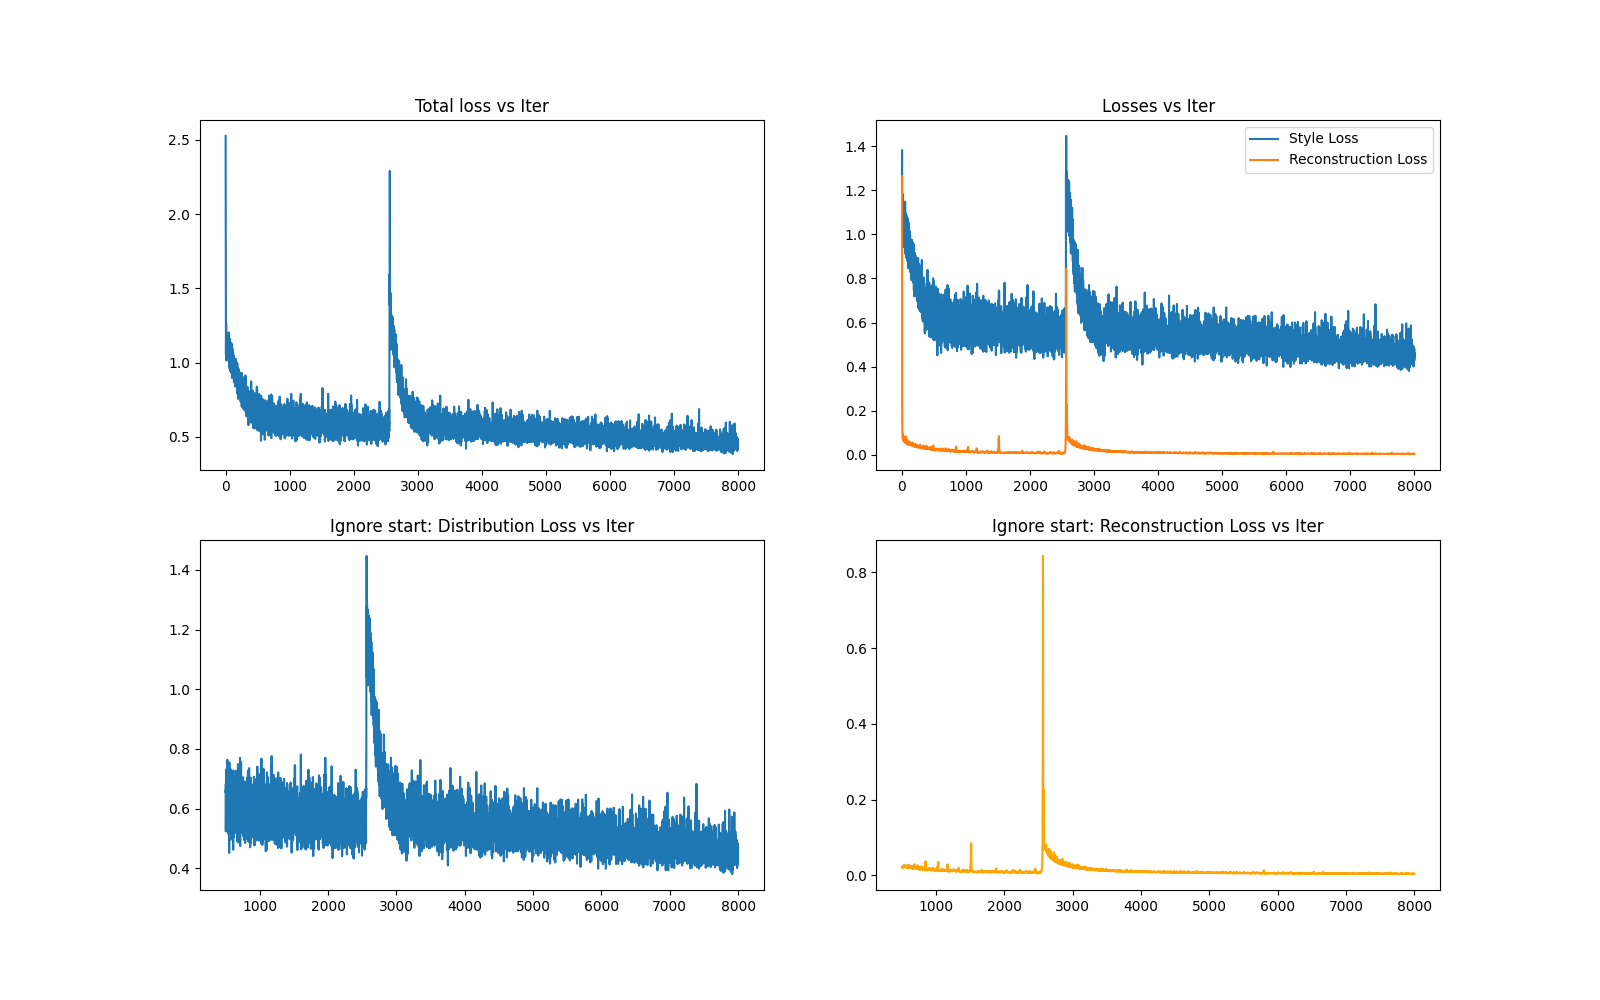 Total loss vs Iter
2.5
2.0
1.5
1.0
0.5
0 1000 2000 3000 4000 5000 6000 7000 8000
Losses vs Iter
Style Loss
Reconstruction Loss
1.4
1.2
1.0
0.8
0.6
0.4
0.2
0.0
0 1000 2000 3000 4000 5000 6000 7000 8000
Ignore start: Distribution Loss vs Iter
1.4
1.2
1.0
0.8
0.6
0.4
1000 2000 3000 4000 5000 6000 7000 8000
Ignore start: Reconstruction Loss vs Iter
0.8
0.6
0.4
0.2
0.0
1000 2000 3000 4000 5000 6000 7000 8000